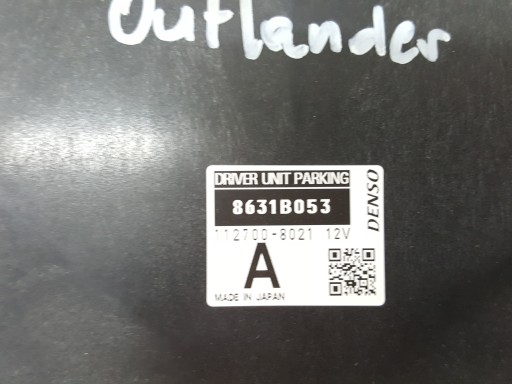 Outlander
DRIVER UNIT PARKING
8631B053
112700-8021 12V
A
MADE IN JAPAN
DENSO